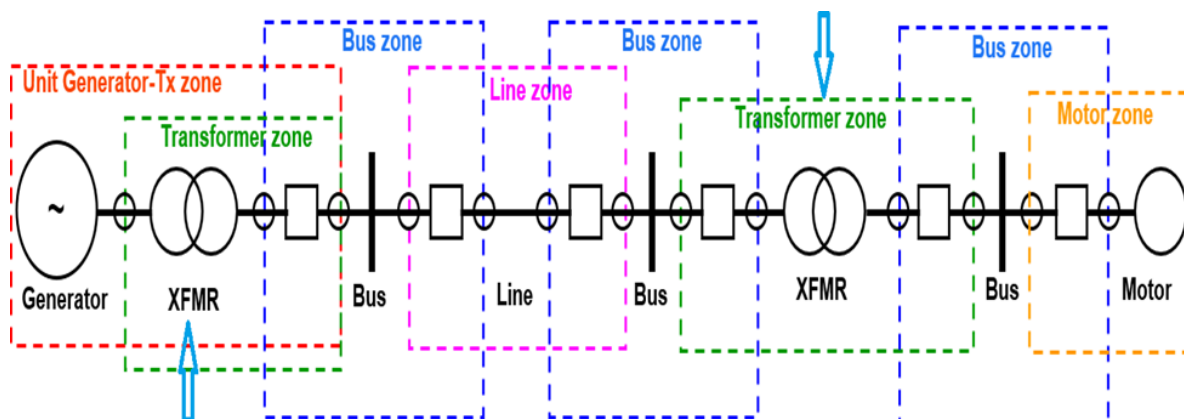 Bus zone
Bus zone
Bus zone
Unit Generator-Tx zone
Line zone
Transformer zone
Motor zone
Transformer zone
~
Generator
XFMR
Bus
Line
Bus
XFMR
Bus
Motor